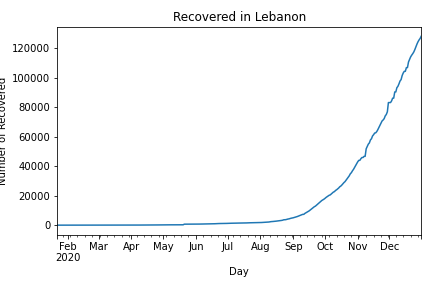 Recovered in Lebanon
120000
100000
80000
60000
40000
20000
0
Number of Recovered
Feb Mar Apr May Jun Jul Aug Sep Oct Nov Dec
2020
Day